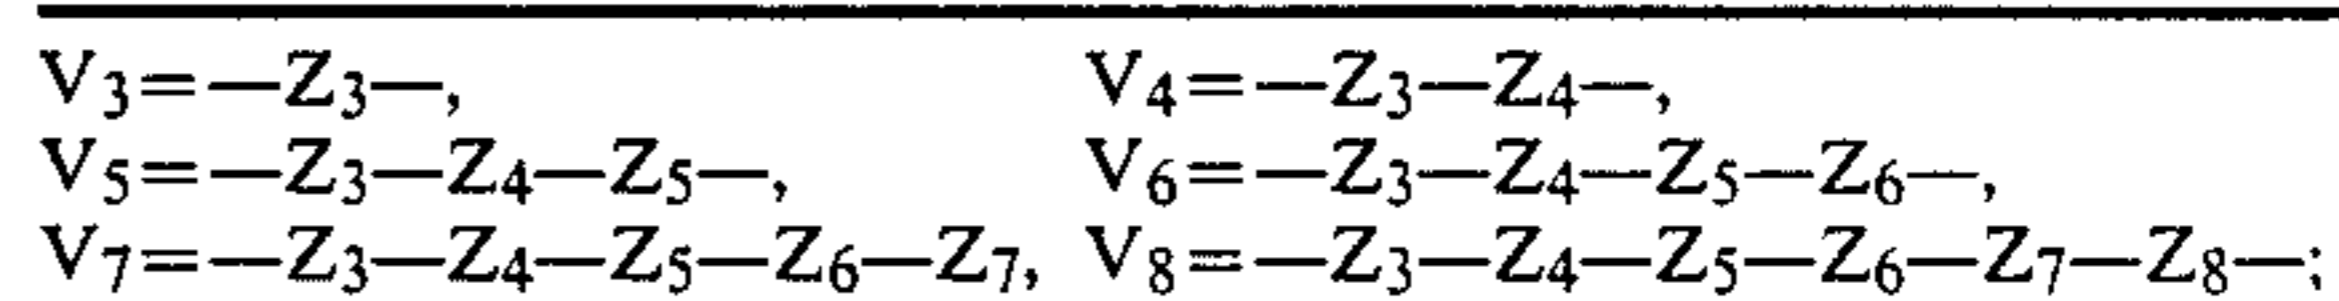 V3=—Z3—, V4=—Z3—Z4—,
V5=—Z3—Z4—Z5—, V6=—Z3—Z4—Z5—Z6—,
V7=—Z3—Z4—Z5—Z6—Z7, V8=—Z3—Z4—Z5—Z6—Z7—Z8—;